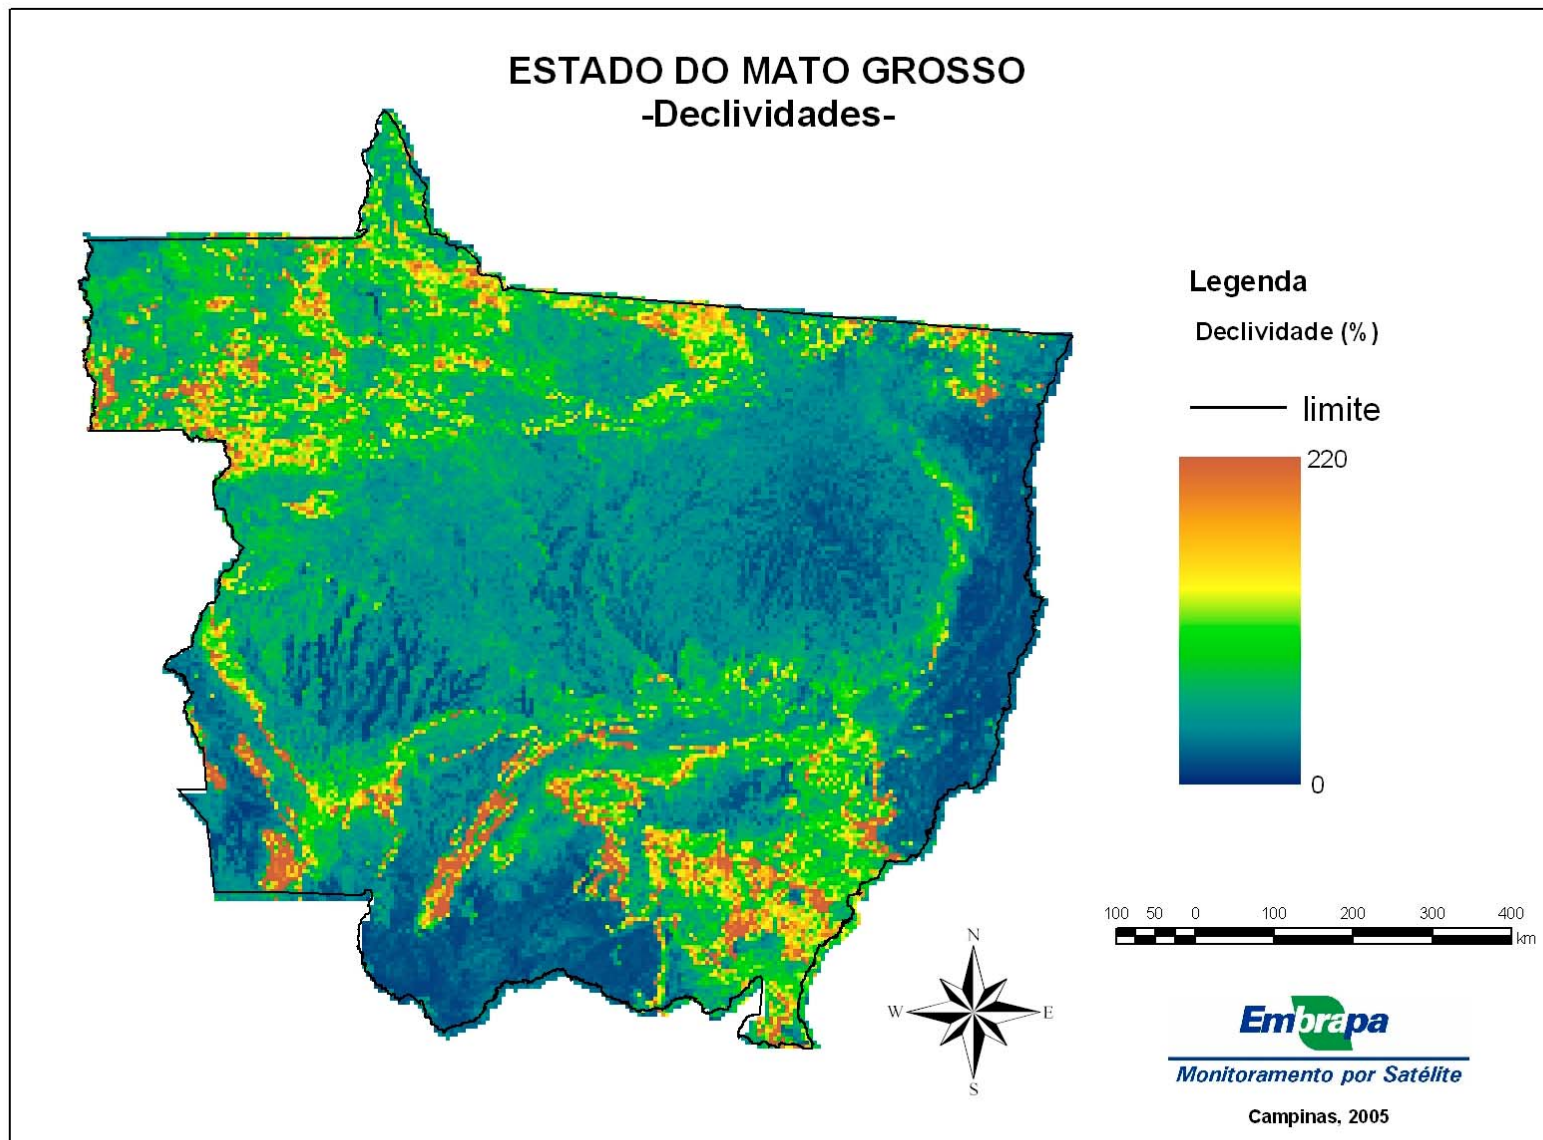 ESTADO DO MATO GROSSO
-Declividades-
Legenda
Declividade (%)
limite
220
0
100 50 0 100 200 300 400
km
N
W E
S
Embrapa
Monitoramento por Satélite
Campinas, 2005